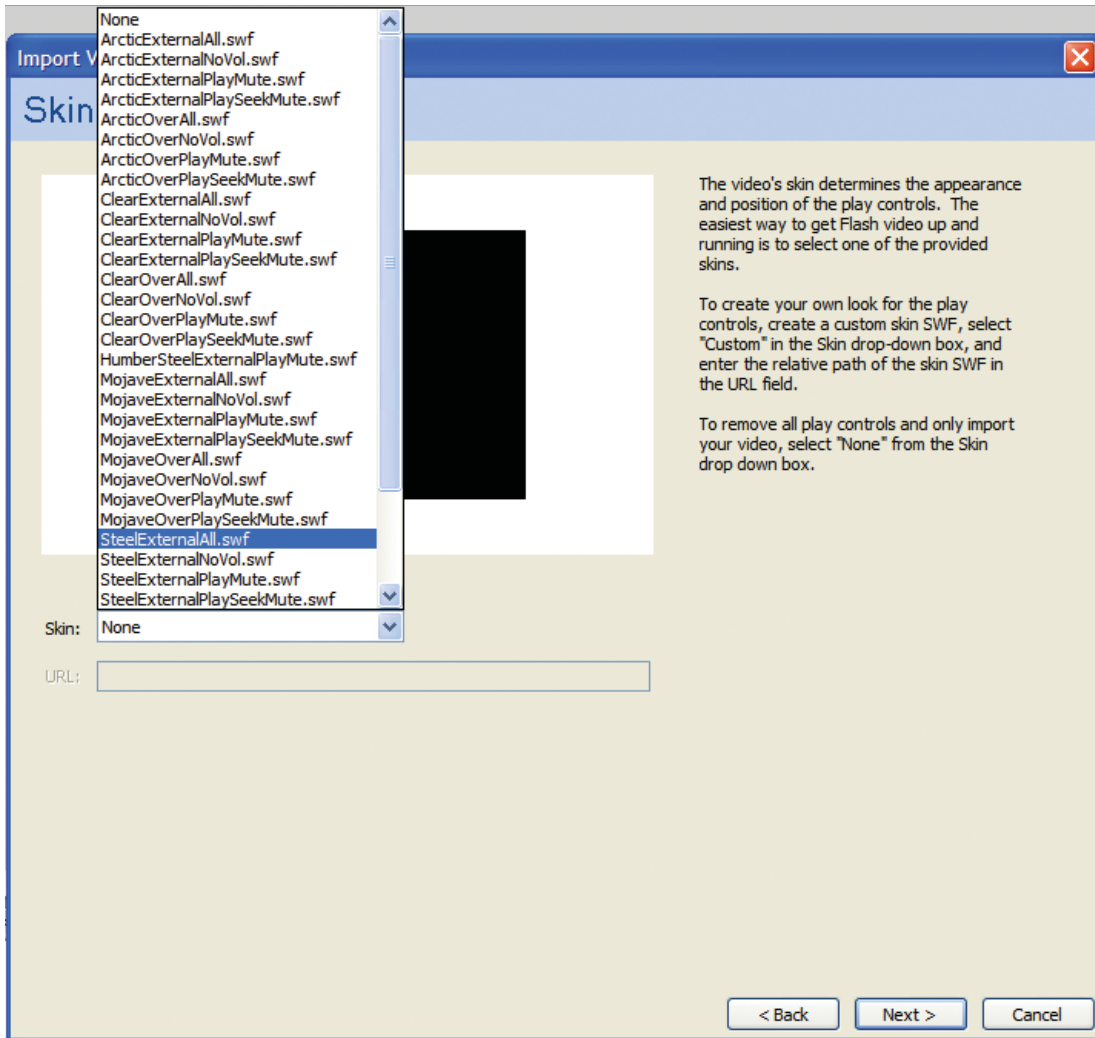 None
ArcticExternalAll.swf
Import V
ArcticExternalNoVol.swf
ArcticExternalPlayMute.swf
Skin
ArcticExternalPlaySeekMute.swf
ArcticOverAll.swf
ArcticOverNoVol.swf
ArcticOverPlayMute.swf
ArcticOverPlaySeekMute.swf
ClearExternalAll.swf
ClearExternalNoVol.swf
ClearExternalPlayMute.swf
ClearExternalPlaySeekMute.swf
ClearOverAll.swf
ClearOverNoVol.swf
ClearOverPlayMute.swf
ClearOverPlaySeekMute.swf
HumberSteelExternalPlayMute.swf
MojaveExternalAll.swf
MojaveExternalNoVol.swf
MojaveExternalPlayMute.swf
MojaveExternalPlaySeekMute.swf
MojaveOverAll.swf
MojaveOverNoVol.swf
MojaveOverPlayMute.swf
MojaveOverPlaySeekMute.swf
SteelExternalAll.swf
SteelExternalNoVol.swf
SteelExternalPlayMute.swf
SteelExternalPlaySeekMute.swf
Skin: None
URL:
The video's skin determines the appearance
and position of the play controls. The
easiest way to get Flash video up and
running is to select one of the provided
skins.
To create your own look for the play
controls, create a custom skin SWF, select
"Custom" in the Skin drop-down box, and
enter the relative path of the skin SWF in
the URL field.
To remove all play controls and only import
your video, select "None" from the Skin
drop down box.
< Back Next > Cancel